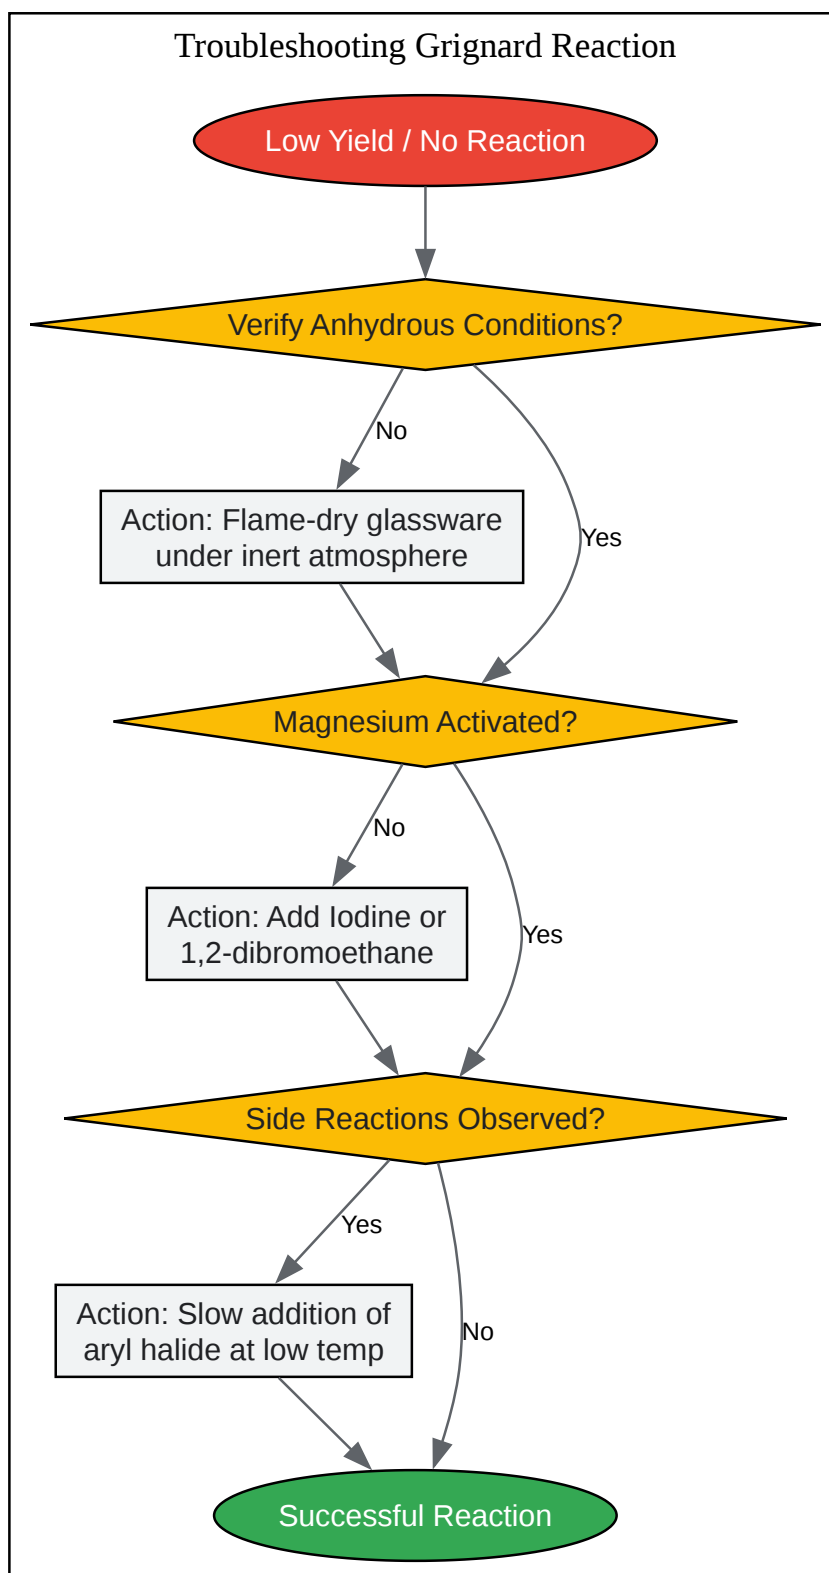 Troubleshooting Grignard Reaction
Low Yield / No Reaction
Verify Anhydrous Conditions?
No
Action: Flame-dry glassware
under inert atmosphere
Yes
Magnesium Activated?
No
Action: Add Iodine or
1,2-dibromoethane
Yes
Side Reactions Observed?
Yes
Action: Slow addition of
aryl halide at low temp
No
Successful Reaction